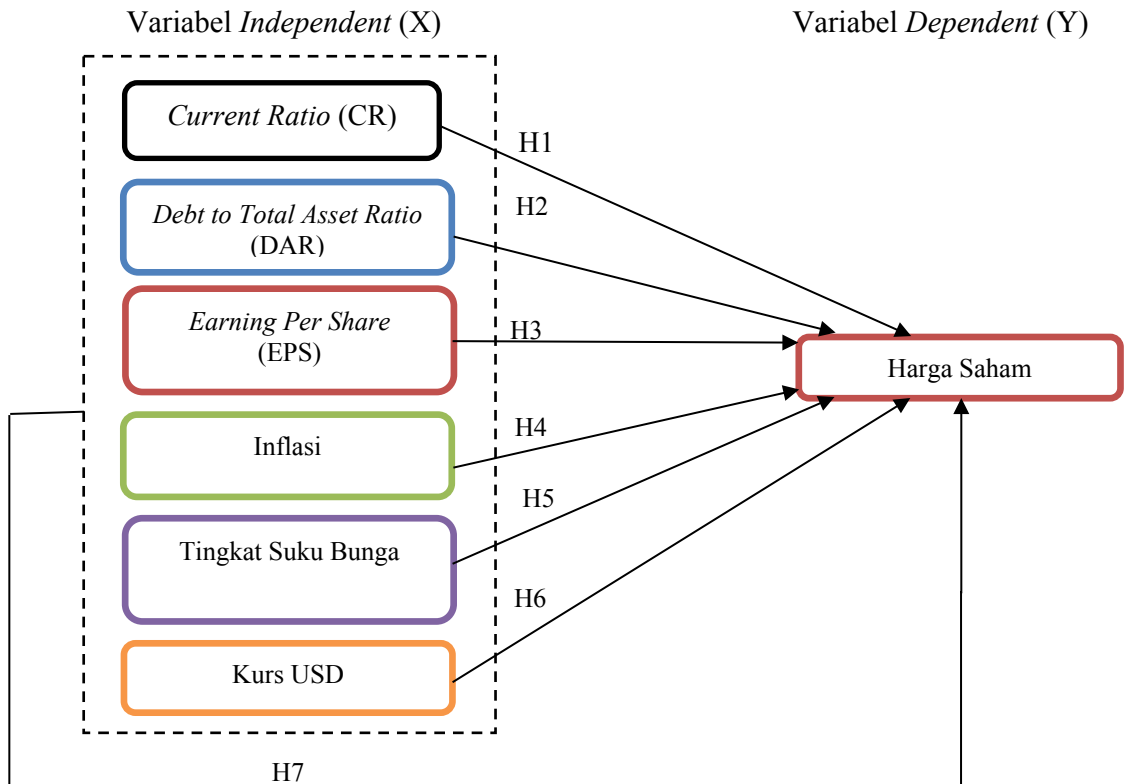 Variabel Independent (X)
Variabel Dependent (Y)
Current Ratio (CR)
H1
Debt to Total Asset Ratio
(DAR)
H2
Earning Per Share
(EPS)
H3
Harga Saham
Inflasi
H4
Tingkat Suku Bunga
H5
Kurs USD
H6
H7